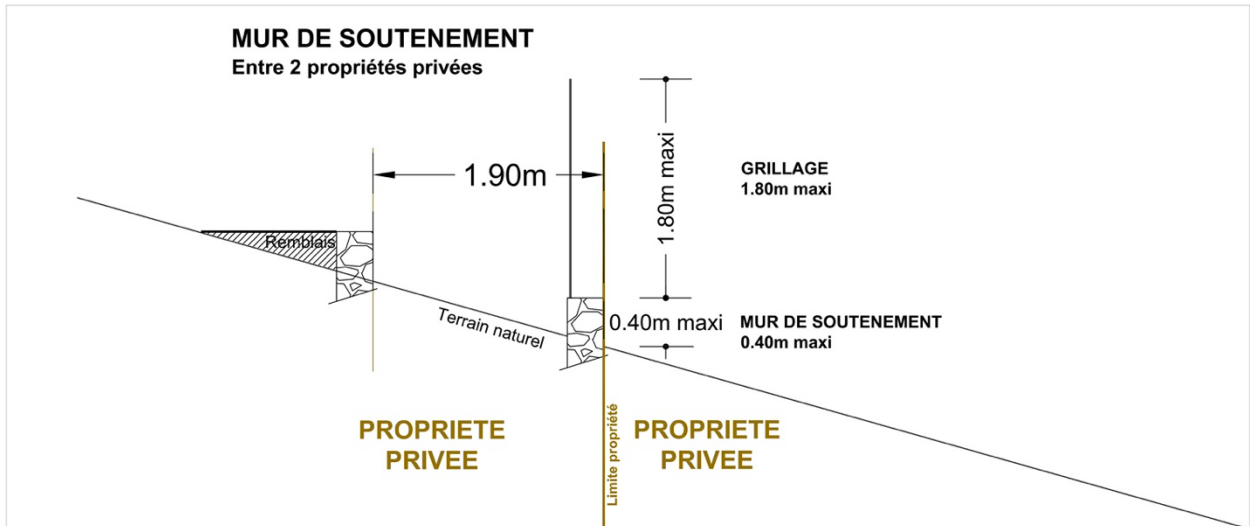 MUR DE SOUTENEMENT
Entre 2 propriétés privées
1.90m
1.80m maxi
GRILLAGE
1.80m maxi
Remblais
Terrain naturel
0.40m maxi
MUR DE SOUTENEMENT
0.40m maxi
PROPRIETE
PRIVEE
Limite propriété
PROPRIETE
PRIVEE